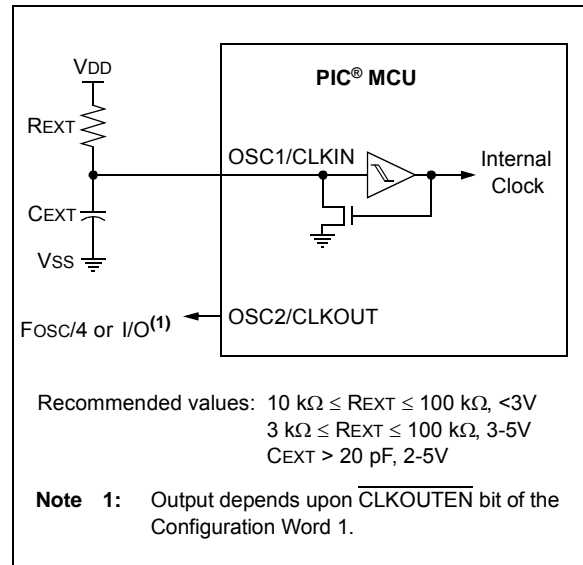 VDD
PIC® MCU
REXT
OSC1/CLKIN
Internal
Clock
CEXT
VSS
OSC2/CLKOUT
FOSC/4 or I/O(1)
Recommended values: 10 kΩ ≤ REXT ≤ 100 kΩ, <3V
3 kΩ ≤ REXT ≤ 100 kΩ, 3-5V
CEXT > 20 pF, 2-5V
Note 1: Output depends upon CLKOUTEN bit of the
Configuration Word 1.